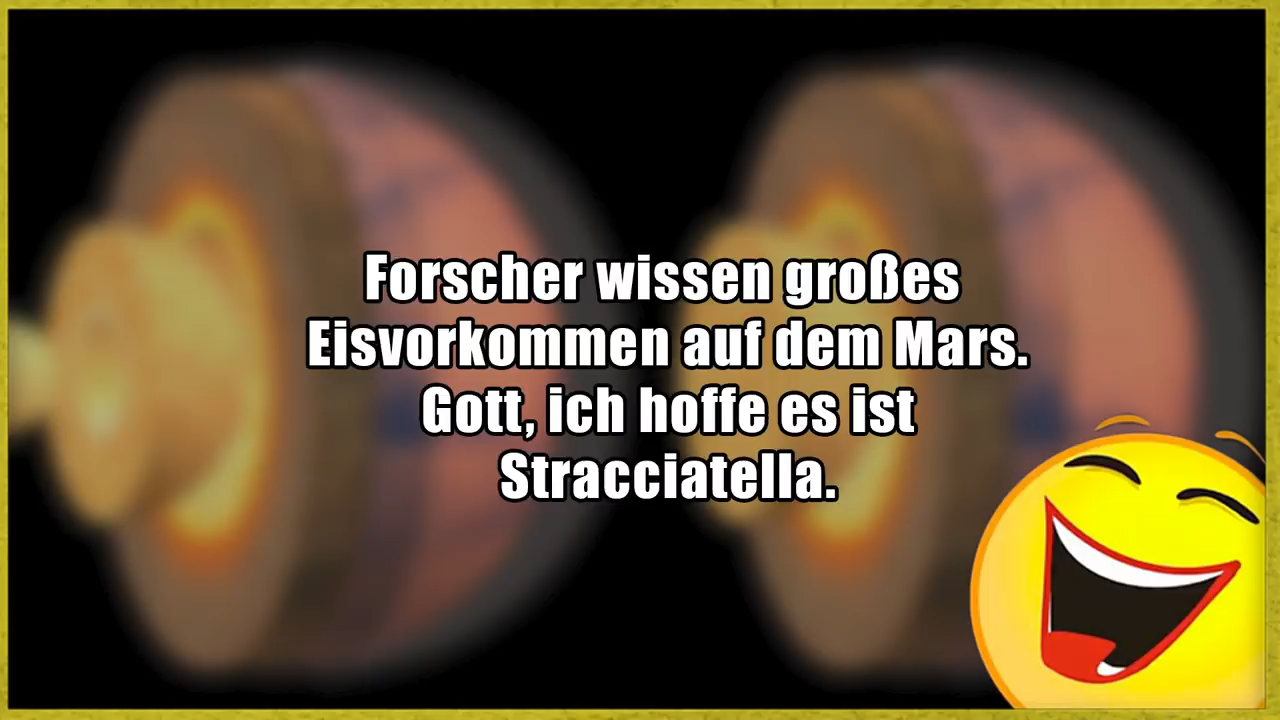 Forscher wissen großes
Eisvorkommen auf dem Mars.
Gott, ich hoffe es ist
Stracciatella.